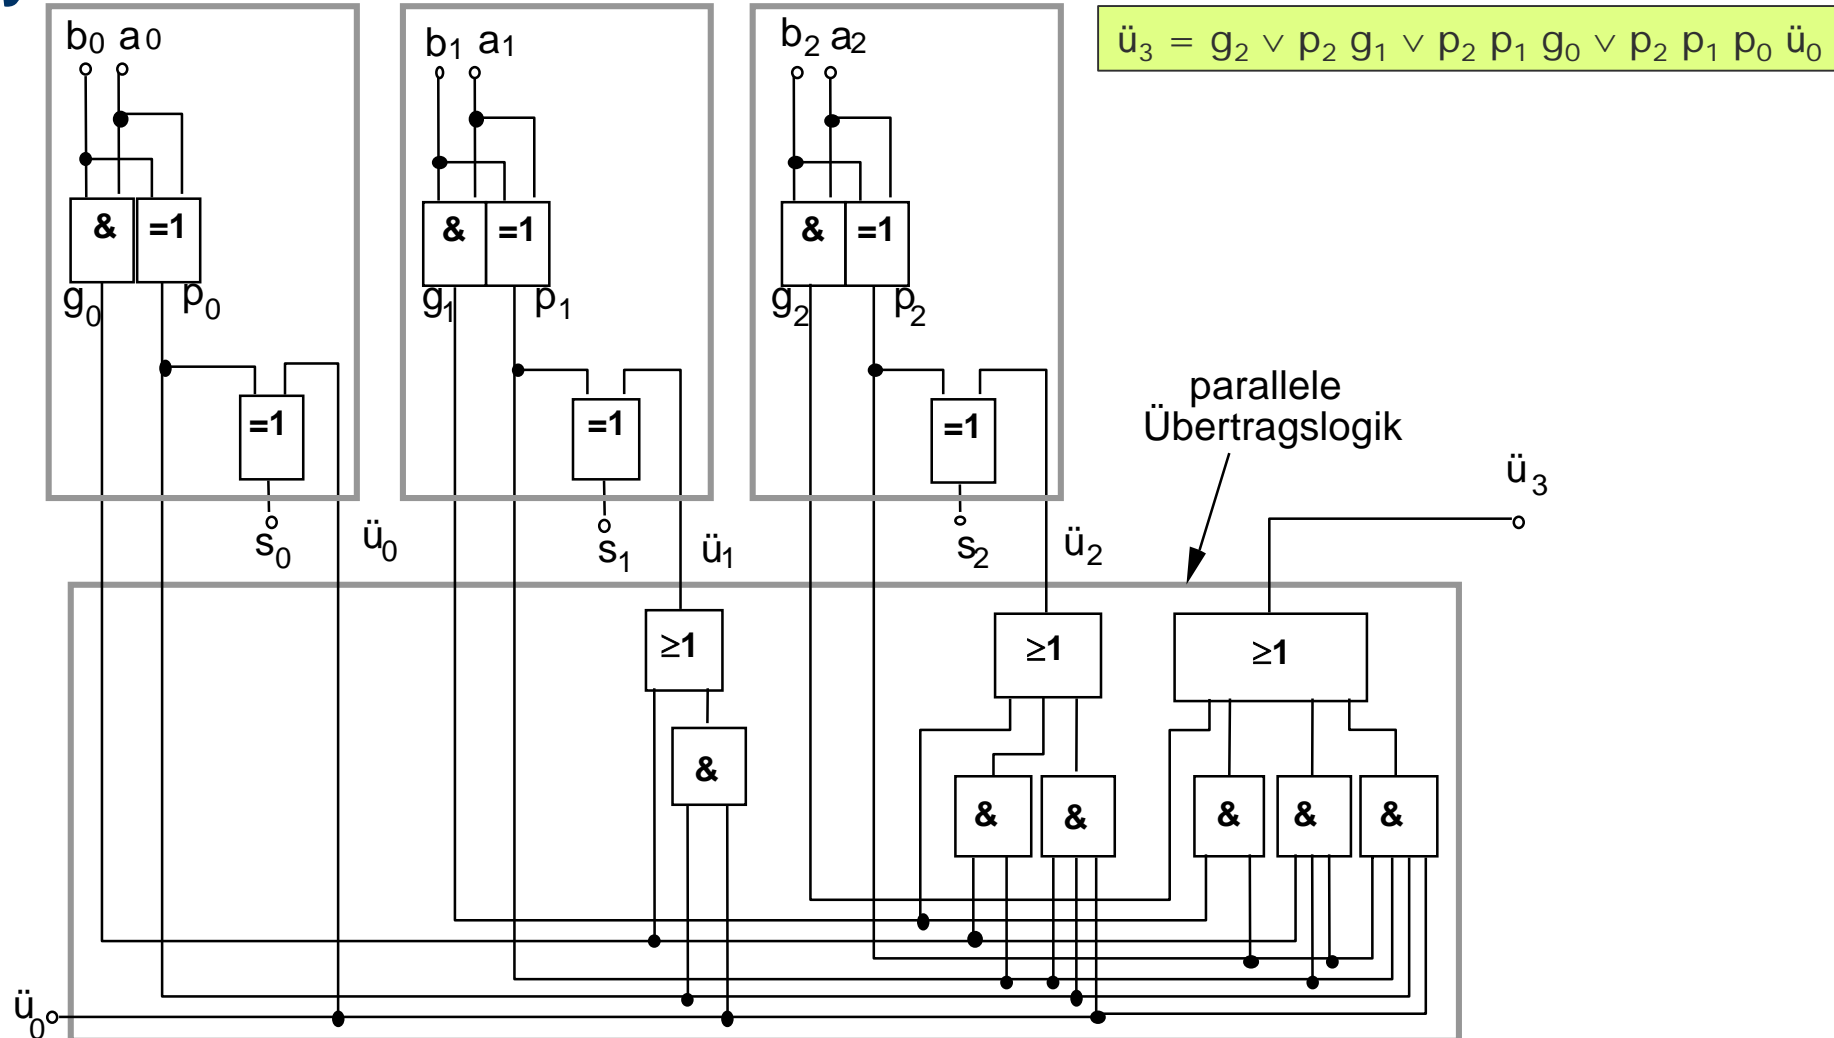 b0 a0
b1 a1
b2 a2
ü3 = g2 ∨ p2 g1 ∨ p2 p1 g0 ∨ p2 p1 p0 ü0
& =1
& =1
& =1
g0 p0
g1 p1
g2 p2
=1
=1
=1
parallele
Übertragslogik
s0 ü0
s1 ü1
s2 ü2
ü3
≥1
≥1
≥1
&
& &
& & &
ü0